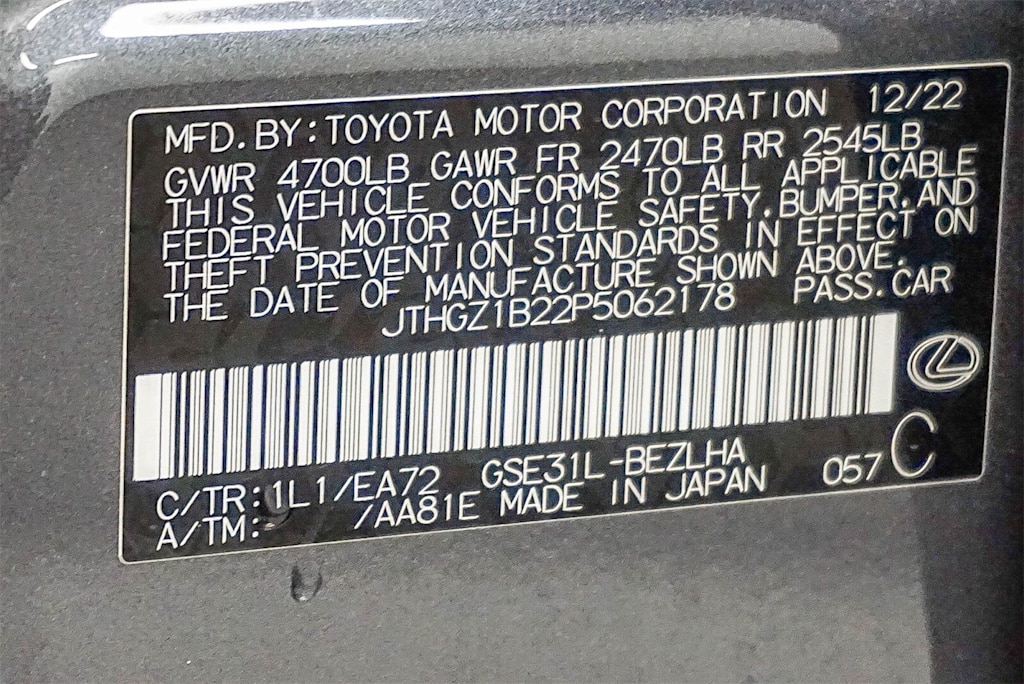 MFD. BY: TOYOTA MOTOR CORPORATION 12/22
GVWR 4700LB GAWR FR 2470LB RR 2545LB
THIS VEHICLE CONFORMS TO ALL APPLICABLE
FEDERAL MOTOR VEHICLE SAFETY, BUMPER, AND
THEFT PREVENTION STANDARDS IN EFFECT ON
THE DATE OF MANUFACTURE SHOWN ABOVE.
JTHGZ1B22P5062178 PASS. CAR
C/TR: 1L1/EA72 GSE31L-BEZLHA
A/TM: /AA81E MADE IN JAPAN 057 C